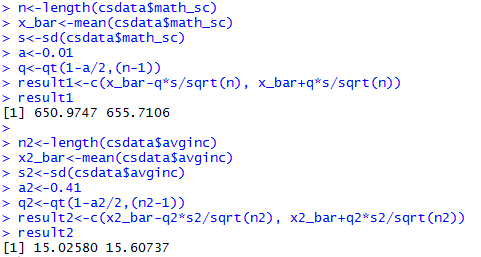 > n<-length(csdata$math_sc)
> x_bar<-mean(csdata$math_sc)
> s<-sd(csdata$math_sc)
> a<-0.01
> q<-qt(1-a/2,(n-1))
> result1<-c(x_bar-q*s/sqrt(n), x_bar+q*s/sqrt(n))
> result1
[1] 650.9747 655.7106
>
> n2<-length(csdata$avginc)
> x2_bar<-mean(csdata$avginc)
> s2<-sd(csdata$avginc)
> a2<-0.41
> q2<-qt(1-a2/2,(n2-1))
> result2<-c(x2_bar-q2*s2/sqrt(n2), x2_bar+q2*s2/sqrt(n2))
> result2
[1] 15.02580 15.60737